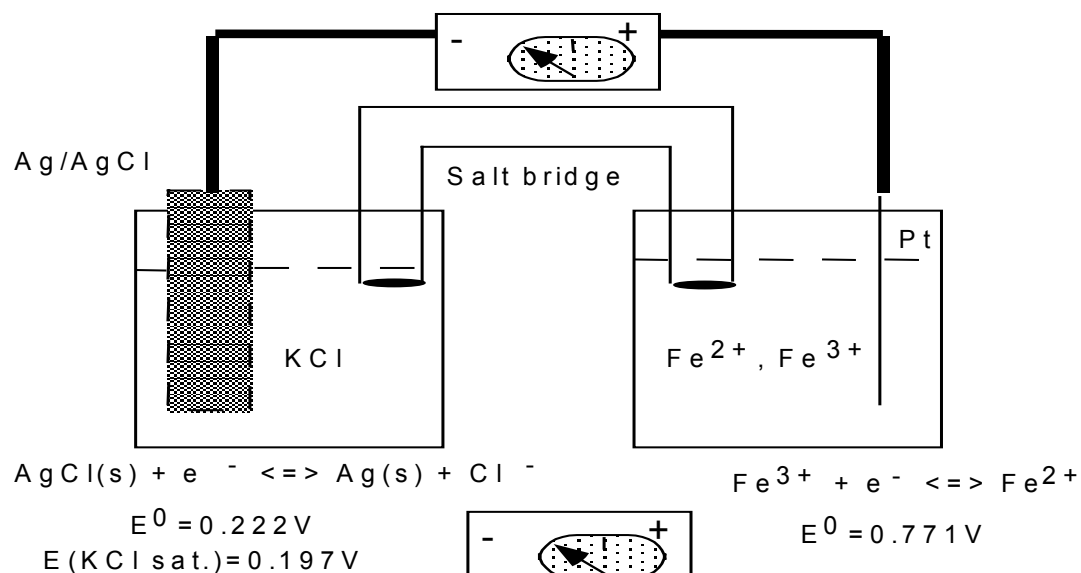 - +
Ag/AgCl
Salt bridge
Pt
KCl
Fe²⁺, Fe³⁺
AgCl(s) + e⁻ <=> Ag(s) + Cl⁻
Fe³⁺ + e⁻ <=> Fe²⁺
E⁰ = 0.222V
E⁰ = 0.771V
- +
E(KCl sat.)=0.197V